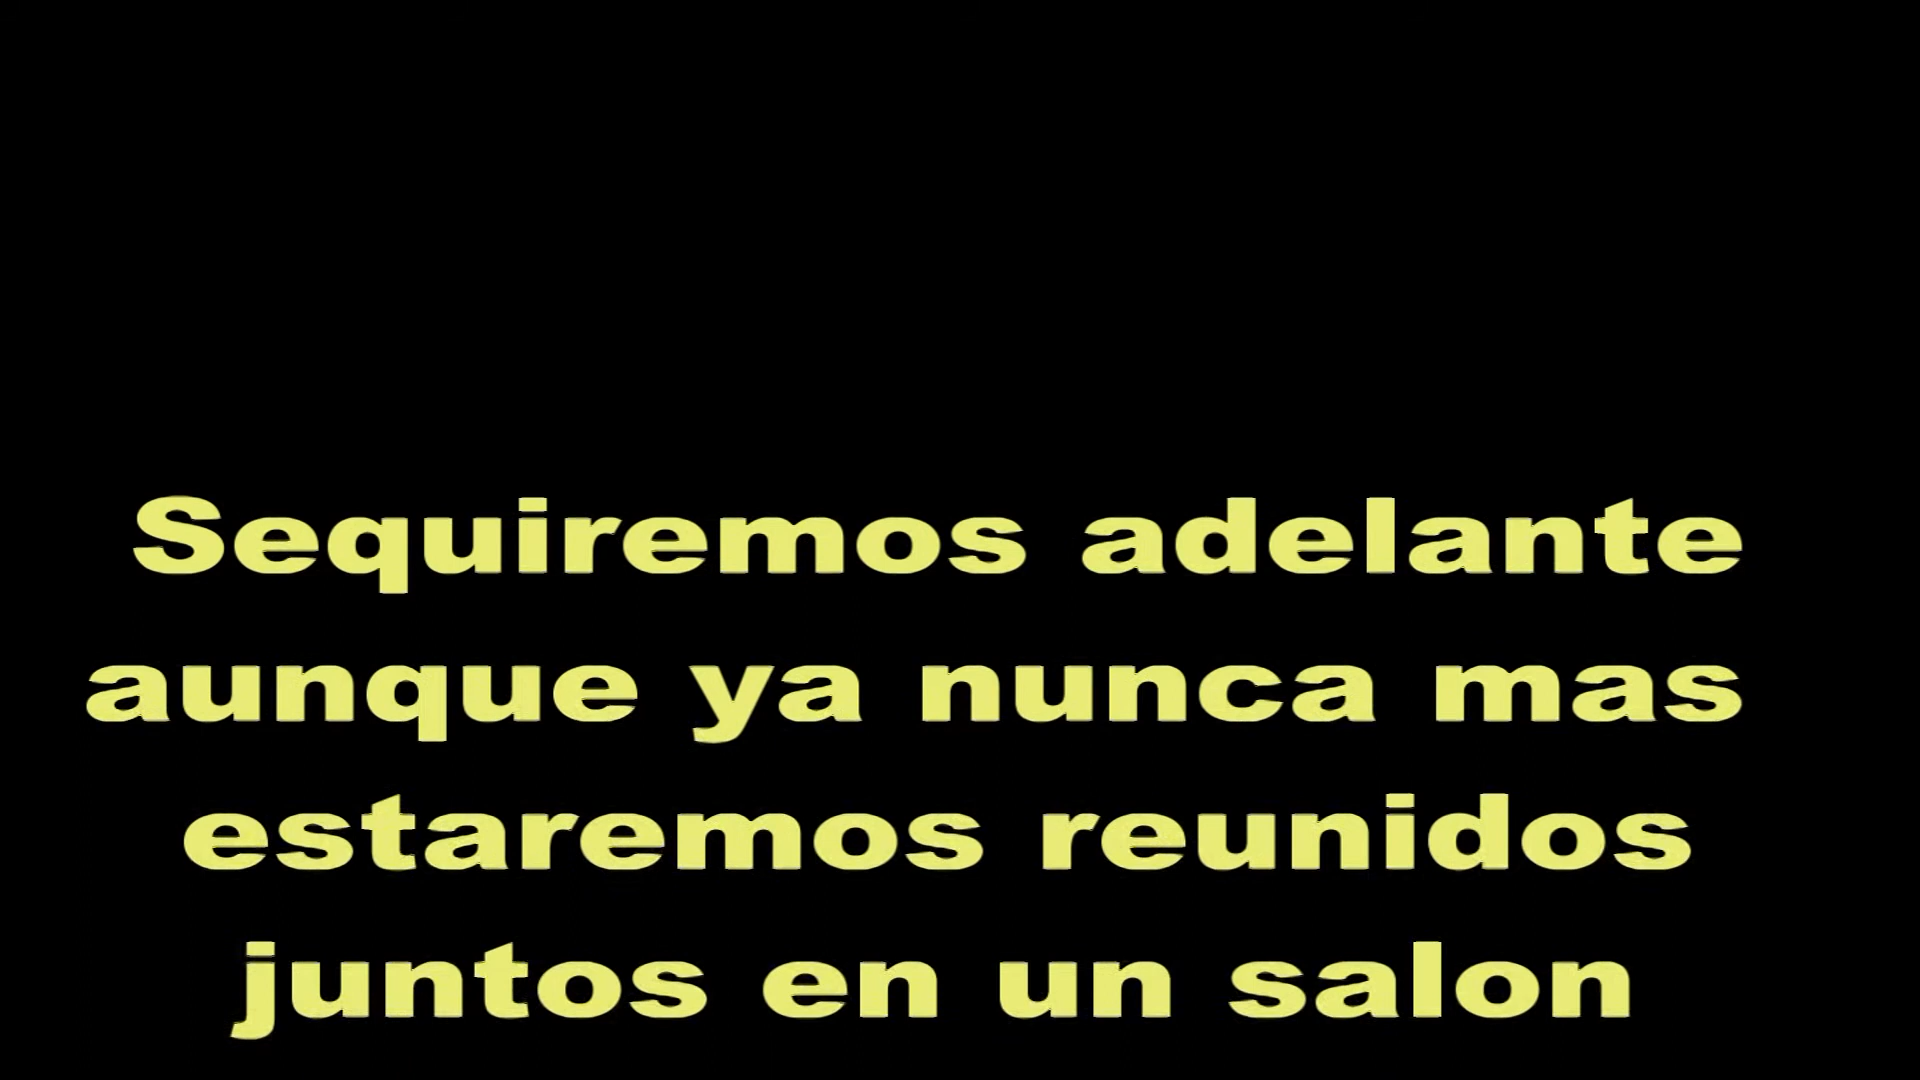 Sequiremos adelante
aunque ya nunca mas
estaremos reunidos
juntos en un salon